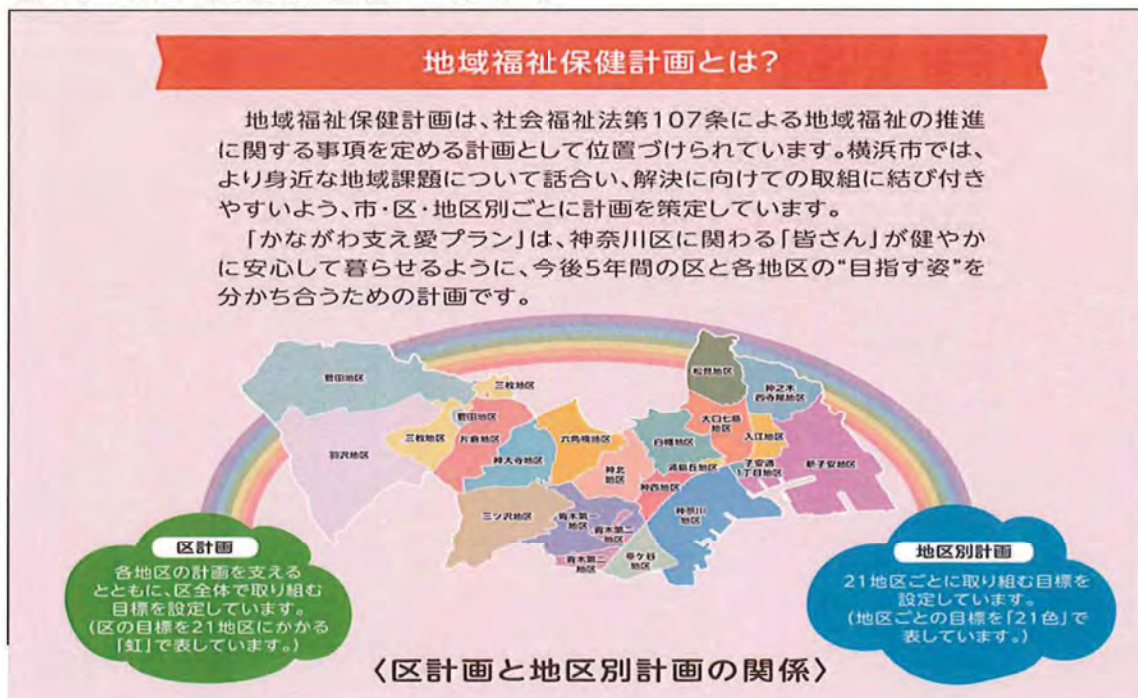 地域福祉保健計画とは?
地域福祉保健計画は、社会福祉法第107条による地域福祉の推進
に関する事項を定める計画として位置づけられています。横浜市では、
より身近な地域課題について話合い、解決に向けての取組に結び付き
やすいよう、市・区・地区別ごとに計画を策定しています。
「かながわ支え愛プラン」は、神奈川区に関わる「皆さん」が健やか
に安心して暮らせるように、今後5年間の区と各地区の“目指す姿”を
分かち合うための計画です。
菅田地区
三枚地区
松見地区
神之木
西寺尾地区
菅田地区
三枚地区
片倉地区
羽沢地区
神大寺地区
六角橋地区
白幡地区
大口七島
地区
入江地区
神北
地区
浦島丘地区
子安通
1丁目地区
新子安地区
神西地区
三ツ沢地区
青木第一
地区
青木第二
地区
神奈川
地区
青木第二
地区
幸ケ谷
地区
区計画
各地区の計画を支える
とともに、区全体で取り組む
目標を設定しています。
(区の目標を21地区にかかる
「虹」で表しています。)
地区別計画
21地区ごとに取り組む目標を
設定しています。
(地区ごとの目標を「21色」で
表しています。)
〈区計画と地区別計画の関係〉